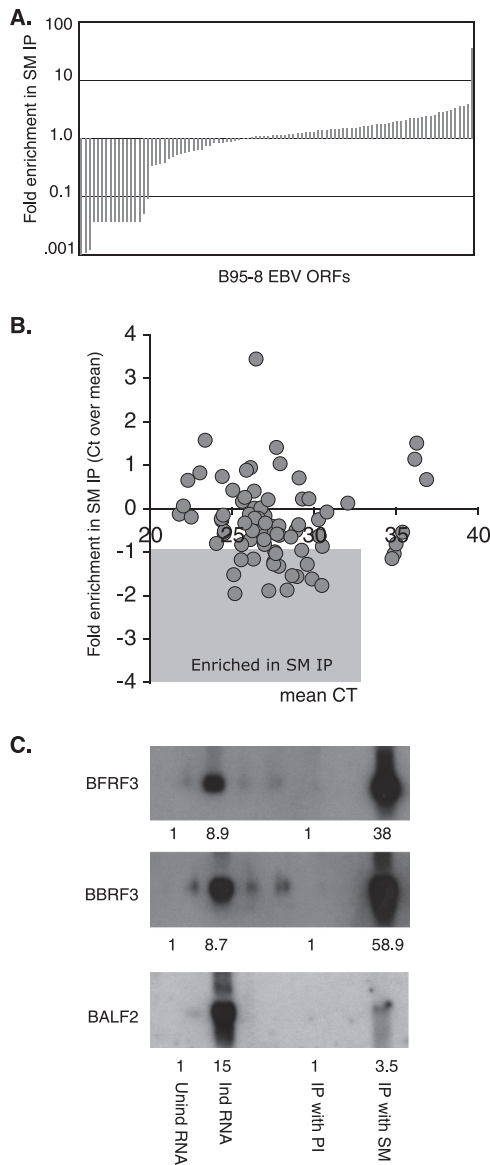 A.
Fold enrichment in SM IP
100
10
1.0
0.1
.001
B95-8 EBV ORFs
B.
Fold enrichment in SM IP (Ct over mean)
4
3
2
1
0
-1
-2
-3
-4
20
25
30
35
40
Enriched in SM IP
mean CT
C.
BFRF3
1 8.9 1 38
BBRF3
1 8.7 1 58.9
BALF2
1 15 1 3.5
Unind RNA
Ind RNA
IP with PI
IP with SM